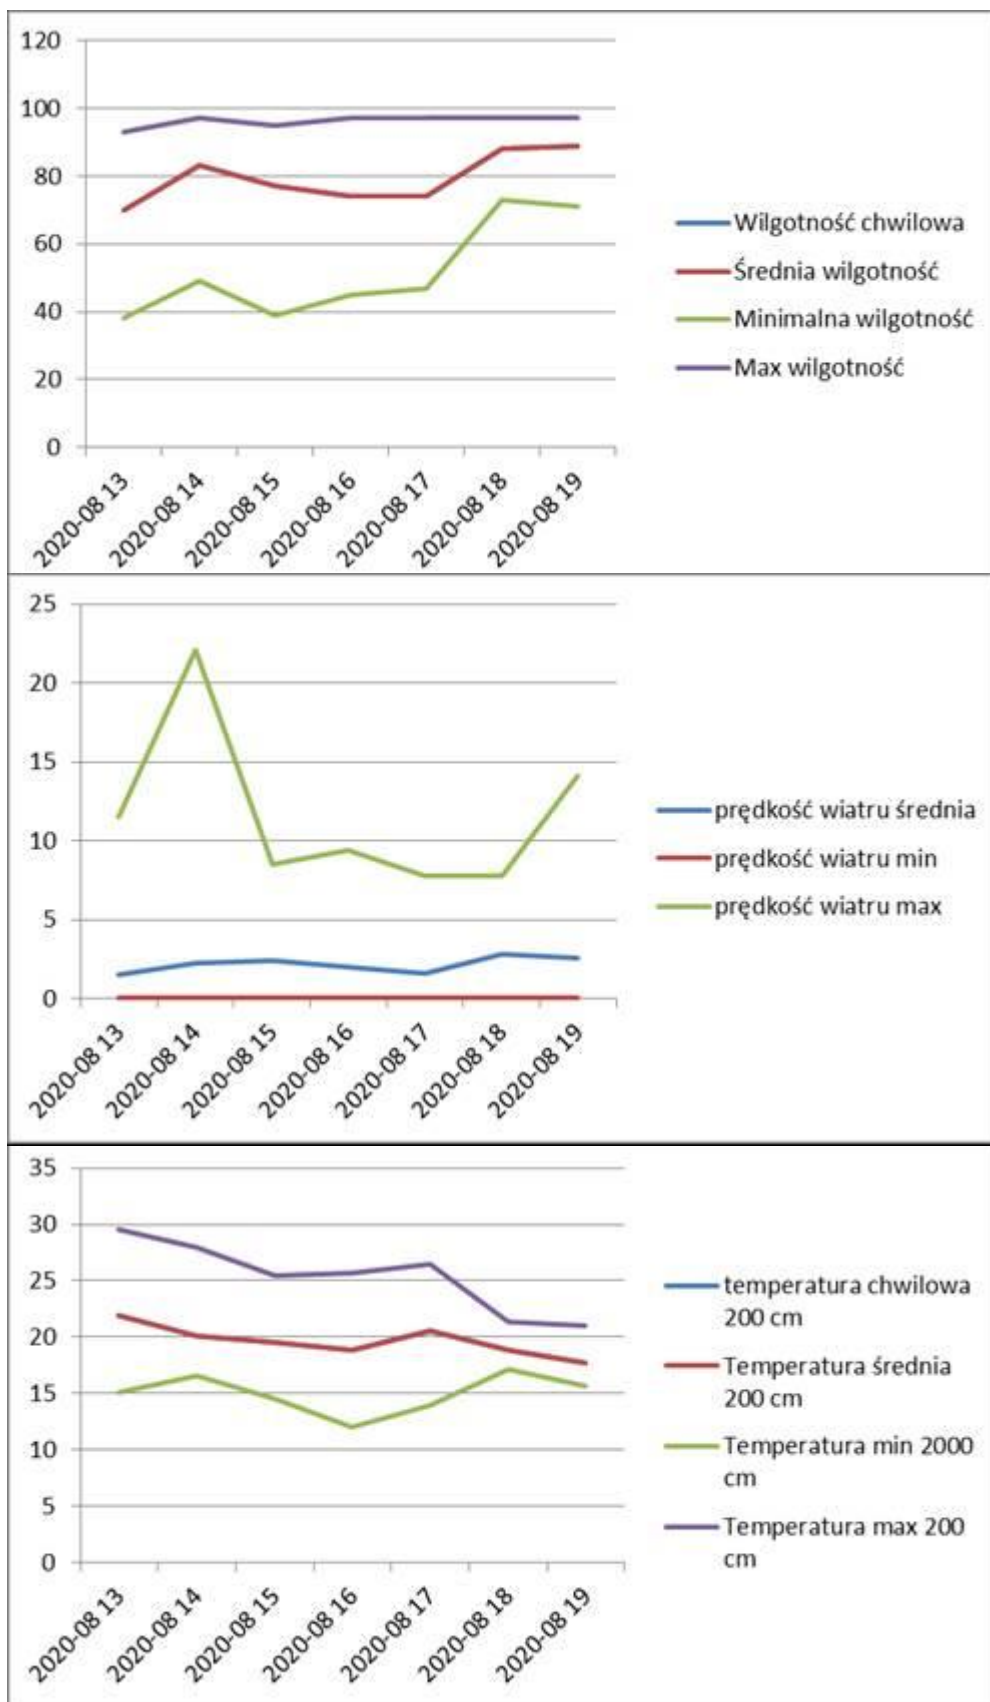 120
100
80
60
40
20
0
2020-08 13
2020-08 14
2020-08 15
2020-08 16
2020-08 17
2020-08 18
2020-08 19
Wilgotność chwilowa
Średnia wilgotność
Minimalna wilgotność
Max wilgotność
25
20
15
10
5
0
2020-08 13
2020-08 14
2020-08 15
2020-08 16
2020-08 17
2020-08 18
2020-08 19
prędkość wiatru średnia
prędkość wiatru min
prędkość wiatru max
35
30
25
20
15
10
5
0
2020-08 13
2020-08 14
2020-08 15
2020-08 16
2020-08 17
2020-08 18
2020-08 19
temperatura chwilowa
200 cm
Temperatura średnia
200 cm
Temperatura min 2000
cm
Temperatura max 200
cm